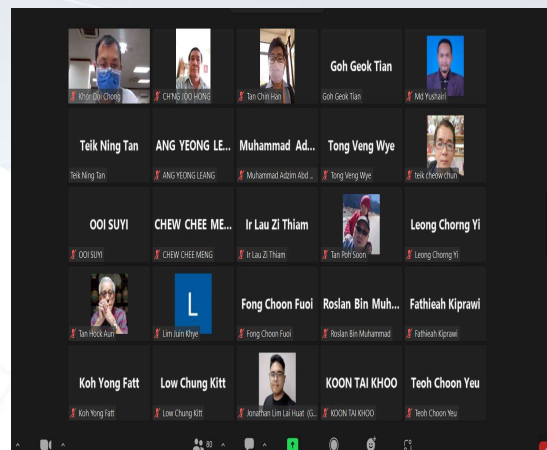 Khor Ooi Chong
CH'NG JOO HONG
Tan Chin Han
Goh Geok Tian
Goh Geok Tian
Md Yushairi
Teik Ning Tan
Teik Ning Tan
ANG YEONG LE...
ANG YEONG LEANG
Muhammad Ad...
Muhammad Adzim Abd ...
Tong Veng Wye
Tong Veng Wye
teik cheow chun
OOI SUYI
OOI SUYI
CHEW CHEE ME...
CHEW CHEE MENG
Ir Lau Zi Thiam
Ir Lau Zi Thiam
Tan Poh Soon
Leong Chorng Yi
Leong Chorng Yi
Tan Hock Aun
L
Lim Juin Khye
Fong Choon Fuoi
Fong Choon Fuoi
Roslan Bin Muh...
Roslan Bin Muhammad
Fathieah Kiprawi
Fathieah Kiprawi
Koh Yong Fatt
Koh Yong Fatt
Low Chung Kitt
Low Chung Kitt
Jonathan Lim Lai Huat (G...
KOON TAI KHOO
KOON TAI KHOO
Teoh Choon Yeu
Teoh Choon Yeu
80